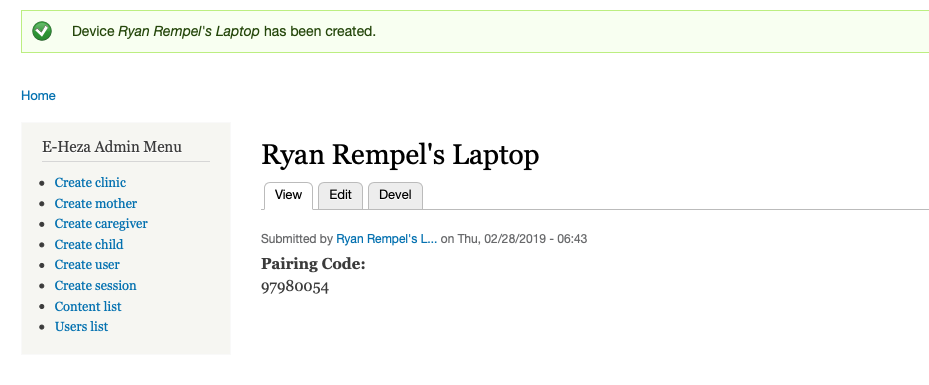 Device Ryan Rempel's Laptop has been created.
Home
E-Heza Admin Menu
Create clinic
Create mother
Create caregiver
Create child
Create user
Create session
Content list
Users list
Ryan Rempel's Laptop
View Edit Devel
Submitted by Ryan Rempel's L... on Thu, 02/28/2019 - 06:43
Pairing Code:
97980054